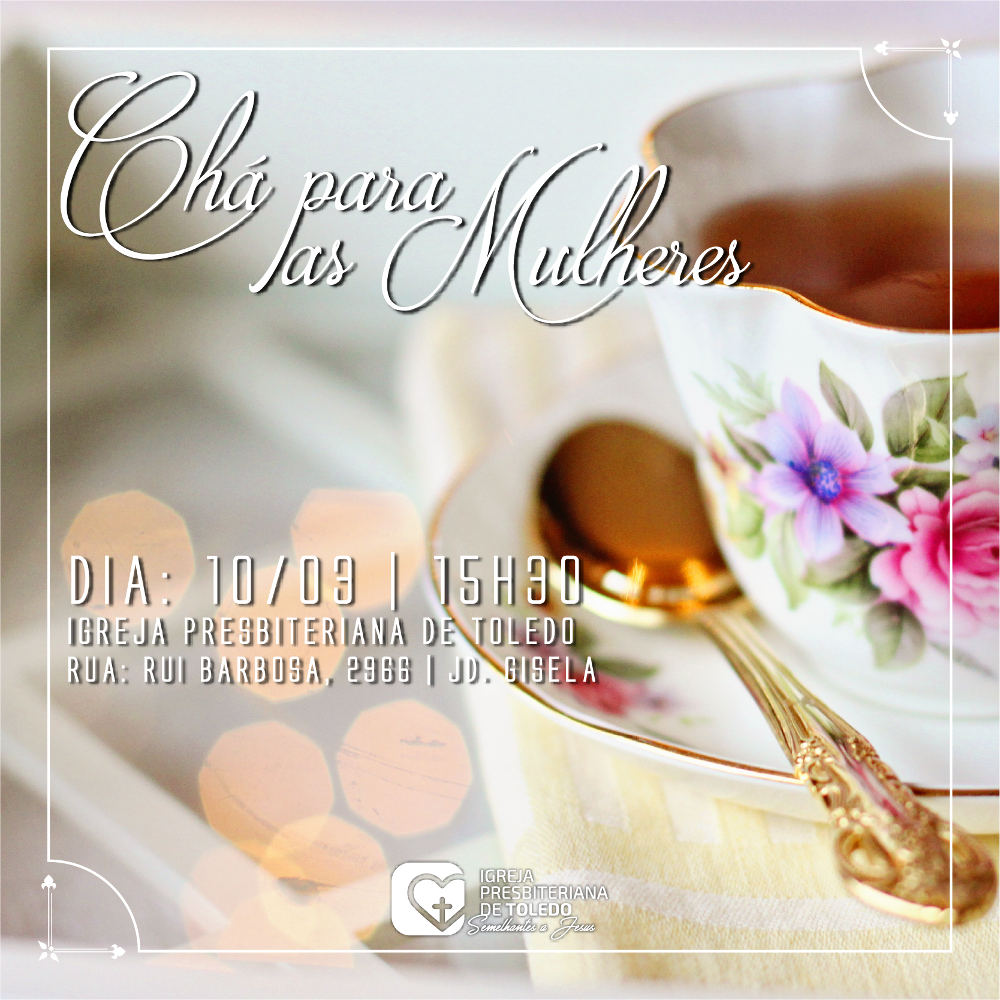 Chá para
as Mulheres
DIA: 10/03 | 15H30
IGREJA PRESBITERIANA DE TOLEDO
RUA: RUI BARBOSA, 2966 | JD. GISELA
IGREJA
PRESBITERIANA
DE TOLEDO
Semelhantes a Jesus